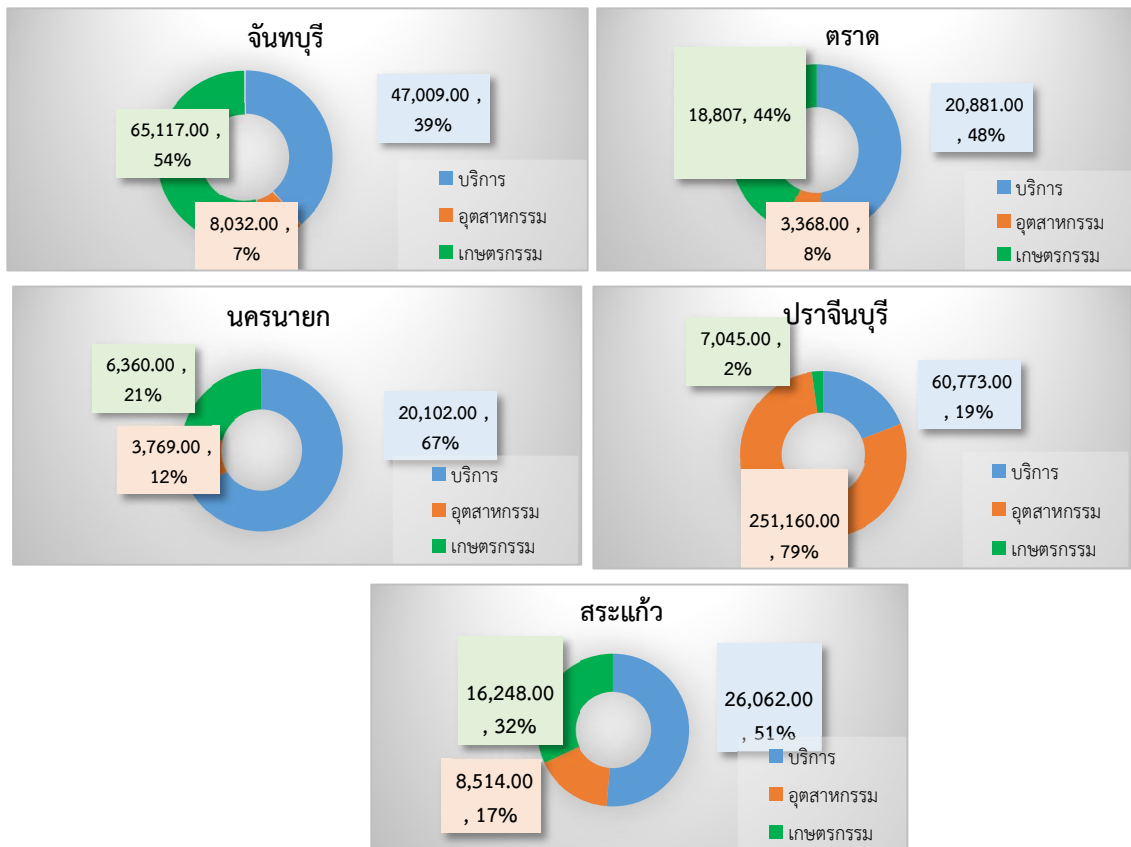 จันทบุรี
47,009.00 ,
39%
65,117.00 ,
54%
8,032.00 ,
7%
บริการ
อุตสาหกรรม
เกษตรกรรม
ตราด
18,807, 44%
20,881.00
, 48%
3,368.00 ,
8%
บริการ
อุตสาหกรรม
เกษตรกรรม
นครนายก
6,360.00 ,
21%
20,102.00 ,
67%
3,769.00 ,
12%
บริการ
อุตสาหกรรม
เกษตรกรรม
ปราจีนบุรี
7,045.00 ,
2%
60,773.00
, 19%
251,160.00
, 79%
บริการ
อุตสาหกรรม
เกษตรกรรม
สระแก้ว
16,248.00
, 32%
26,062.00
, 51%
8,514.00
, 17%
บริการ
อุตสาหกรรม
เกษตรกรรม